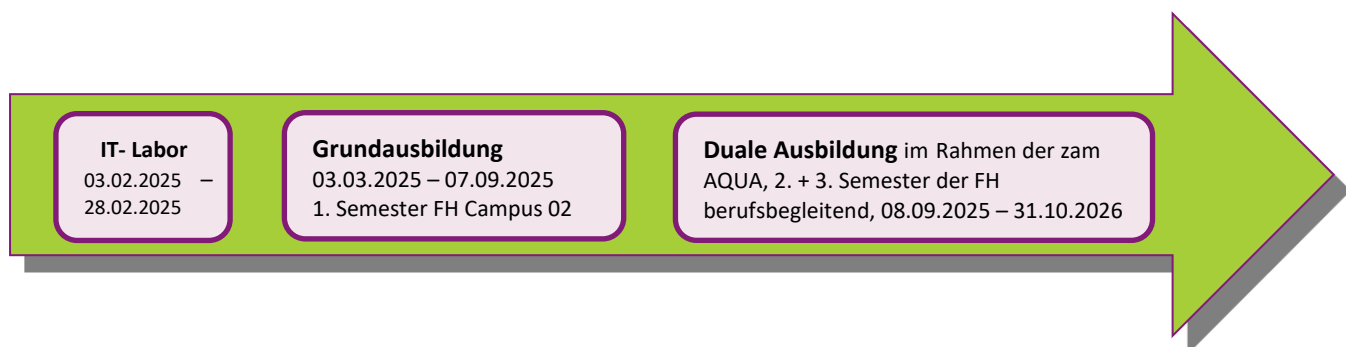 IT- Labor
03.02.2025 –
28.02.2025
Grundausbildung
03.03.2025 – 07.09.2025
1. Semester FH Campus 02
Duale Ausbildung im Rahmen der zam
AQUA, 2. + 3. Semester der FH
berufsbegleitend, 08.09.2025 – 31.10.2026